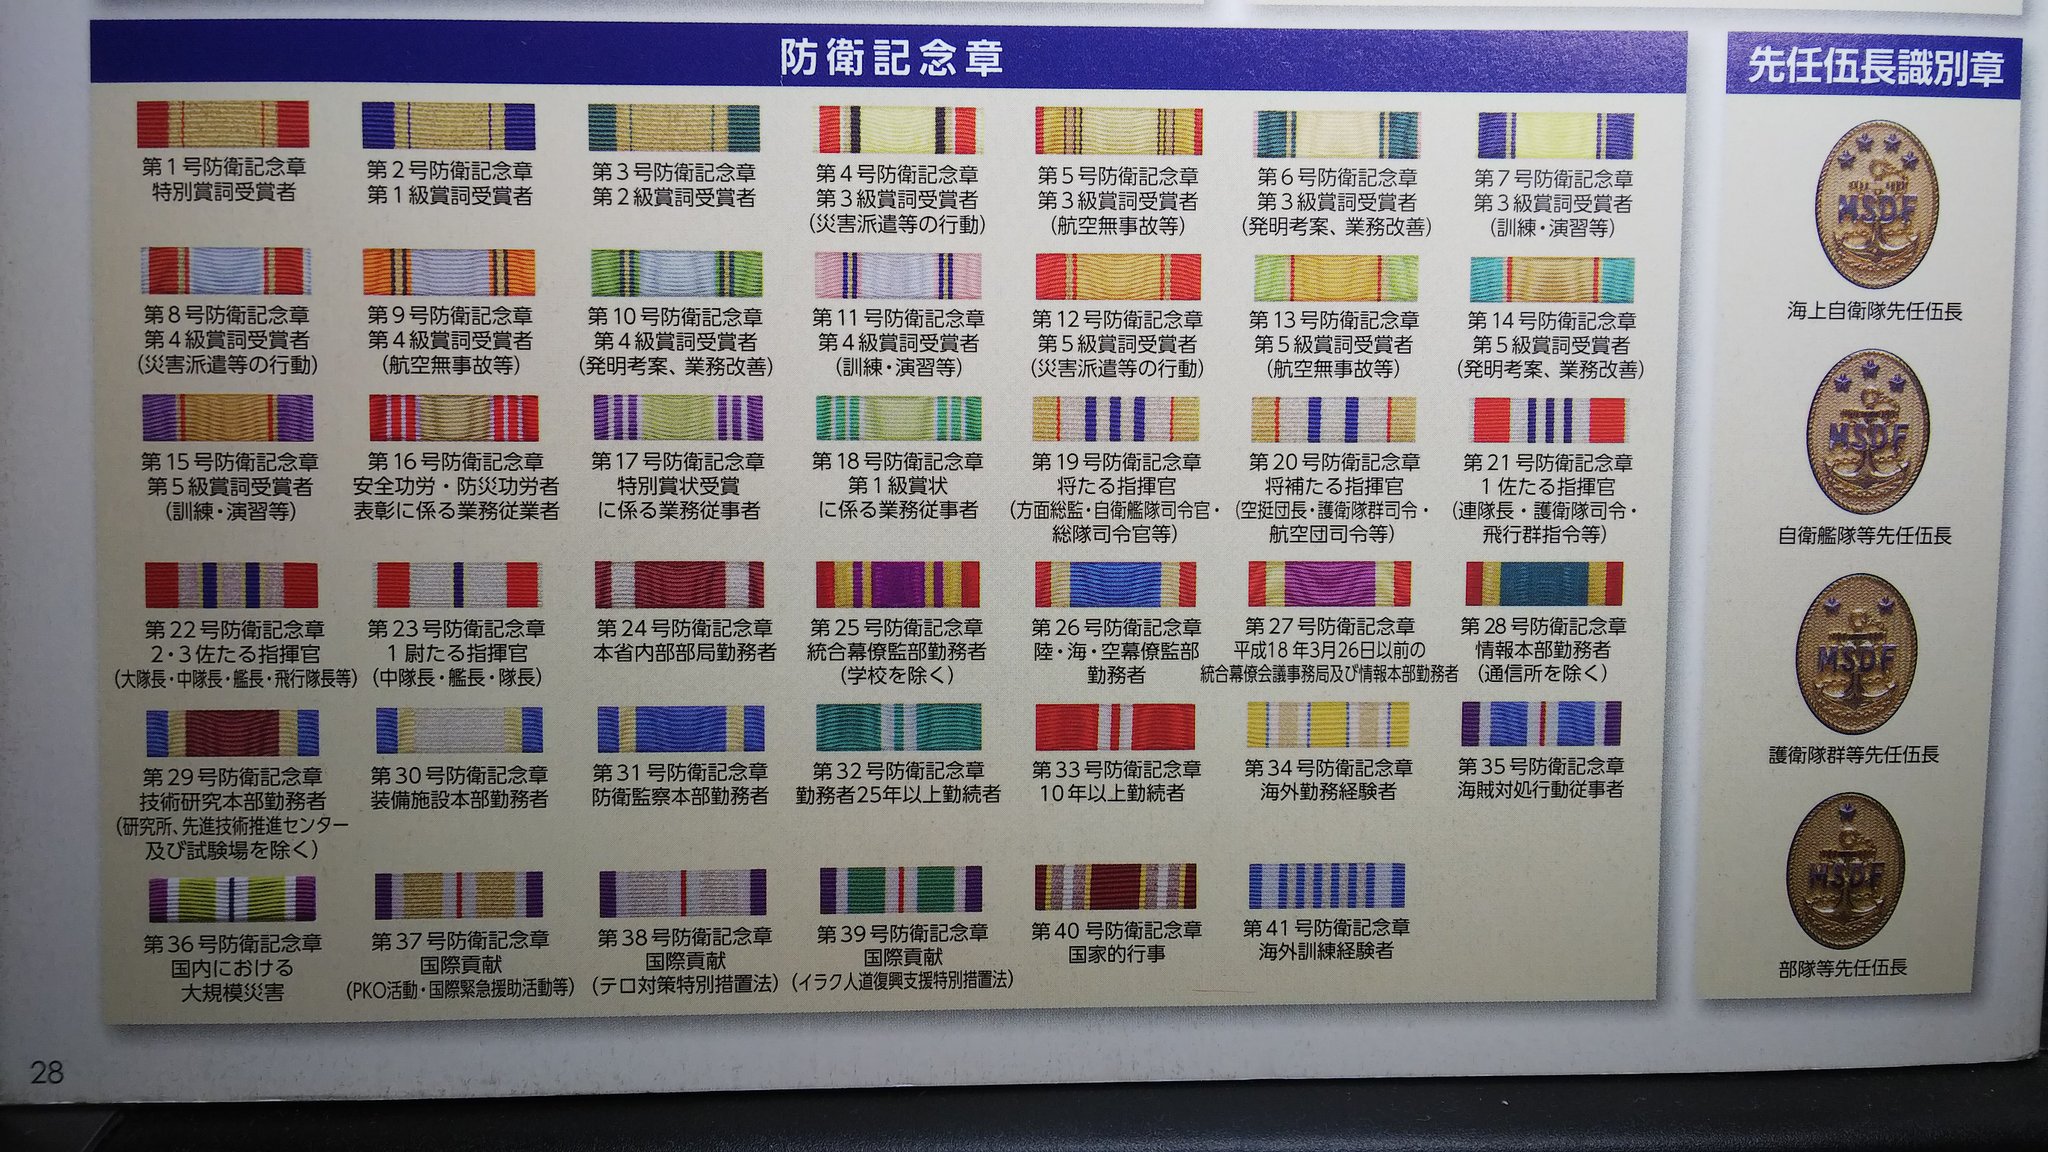 防衛記念章
第1号防衛記念章
特別賞詞受賞者
第2号防衛記念章
第1級賞詞受賞者
第3号防衛記念章
第2級賞詞受賞者
第4号防衛記念章
第3級賞詞受賞者
(災害派遣等の行動)
第5号防衛記念章
第3級賞詞受賞者
(航空無事故等)
第6号防衛記念章
第3級賞詞受賞者
(発明考案、業務改善)
第7号防衛記念章
第3級賞詞受賞者
(訓練・演習等)
第8号防衛記念章
第4級賞詞受賞者
(災害派遣等の行動)
第9号防衛記念章
第4級賞詞受賞者
(航空無事故等)
第10号防衛記念章
第4級賞詞受賞者
(発明考案、業務改善)
第11号防衛記念章
第4級賞詞受賞者
(訓練・演習等)
第12号防衛記念章
第5級賞詞受賞者
(災害派遣等の行動)
第13号防衛記念章
第5級賞詞受賞者
(航空無事故等)
第14号防衛記念章
第5級賞詞受賞者
(発明考案、業務改善)
第15号防衛記念章
第5級賞詞受賞者
(訓練・演習等)
第16号防衛記念章
安全功労・防災功労者
表彰に係る業務従業者
第17号防衛記念章
特別賞状受賞
に係る業務従事者
第18号防衛記念章
第1級賞状
に係る業務従事者
第19号防衛記念章
将たる指揮官
(方面総監・自衛艦隊司令官・
総隊司令官等)
第20号防衛記念章
将補たる指揮官
(空挺団長・護衛隊群司令・
航空団司令等)
第21号防衛記念章
1佐たる指揮官
(連隊長・護衛隊司令・
飛行群指令等)
第22号防衛記念章
2・3佐たる指揮官
(大隊長・中隊長・艦長・飛行隊長等)
第23号防衛記念章
1尉たる指揮官
(中隊長・艦長・隊長)
第24号防衛記念章
本省内部部局勤務者
第25号防衛記念章
統合幕僚監部勤務者
(学校を除く)
第26号防衛記念章
陸・海・空幕僚監部
勤務者
第27号防衛記念章
平成18年3月26日以前の
統合幕僚会議事務局及び情報本部勤務者
第28号防衛記念章
情報本部勤務者
(通信所を除く)
第29号防衛記念章
技術研究本部勤務者
(研究所、先進技術推進センター
及び試験場を除く)
第30号防衛記念章
装備施設本部勤務者
第31号防衛記念章
防衛監察本部勤務者
第32号防衛記念章
勤務者25年以上勤続者
第33号防衛記念章
10年以上勤続者
第34号防衛記念章
海外勤務経験者
第35号防衛記念章
海賊対処行動従事者
第36号防衛記念章
国内における
大規模災害
第37号防衛記念章
国際貢献
(PKO活動・国際緊急援助活動等)
第38号防衛記念章
国際貢献
(テロ対策特別措置法)
第39号防衛記念章
国際貢献
(イラク人道復興支援特別措置法)
第40号防衛記念章
国家的行事
第41号防衛記念章
海外訓練経験者
先任伍長識別章
MSDF
海上自衛隊先任伍長
MSDF
自衛艦隊等先任伍長
MSDF
護衛隊群等先任伍長
MSDF
部隊等先任伍長
28